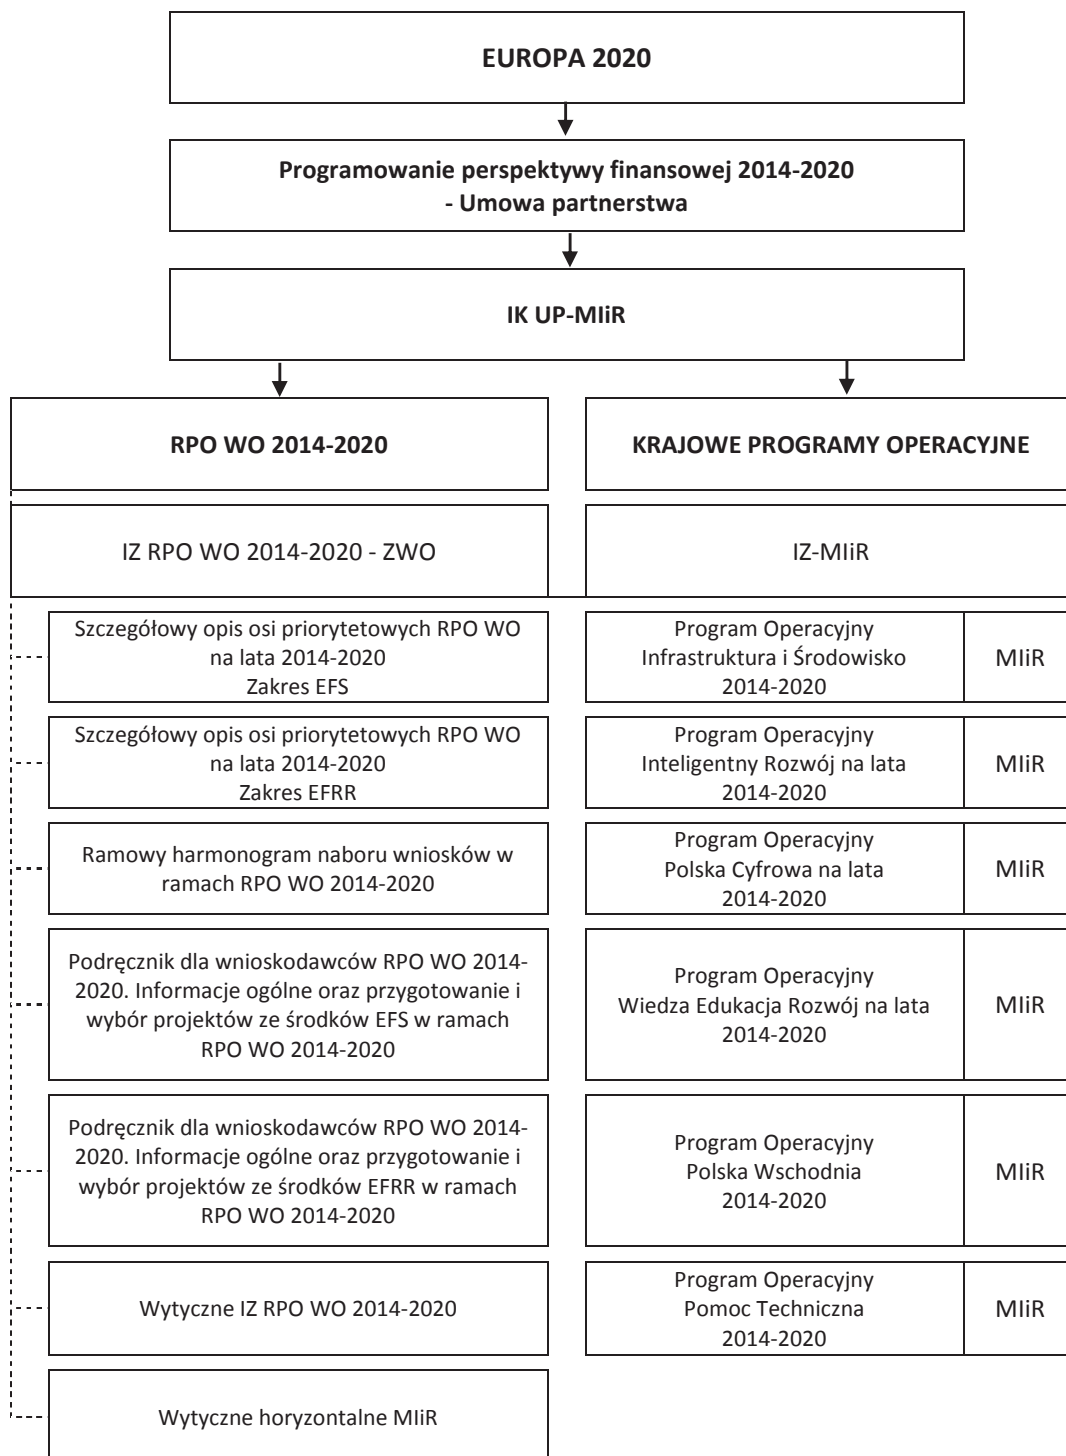 EUROPA 2020
Programowanie perspektywy finansowej 2014-2020
- Umowa partnerstwa
IK UP-MIiR
RPO WO 2014-2020
KRAJOWE PROGRAMY OPERACYJNE
IZ RPO WO 2014-2020 - ZWO
IZ-MIiR
Szczegółowy opis osi priorytetowych RPO WO
na lata 2014-2020
Zakres EFS
Program Operacyjny
Infrastruktura i Środowisko
2014-2020
MIiR
Szczegółowy opis osi priorytetowych RPO WO
na lata 2014-2020
Zakres EFRR
Program Operacyjny
Inteligentny Rozwój na lata
2014-2020
MIiR
Ramowy harmonogram naboru wniosków w
ramach RPO WO 2014-2020
Program Operacyjny
Polska Cyfrowa na lata
2014-2020
MIiR
Podręcznik dla wnioskodawców RPO WO 2014-
2020. Informacje ogólne oraz przygotowanie i
wybór projektów ze środków EFS w ramach
RPO WO 2014-2020
Program Operacyjny
Wiedza Edukacja Rozwój na lata
2014-2020
MIiR
Podręcznik dla wnioskodawców RPO WO 2014-
2020. Informacje ogólne oraz przygotowanie i
wybór projektów ze środków EFRR w ramach
RPO WO 2014-2020
Program Operacyjny
Polska Wschodnia
2014-2020
MIiR
Wytyczne IZ RPO WO 2014-2020
Program Operacyjny
Pomoc Techniczna
2014-2020
MIiR
Wytyczne horyzontalne MIiR